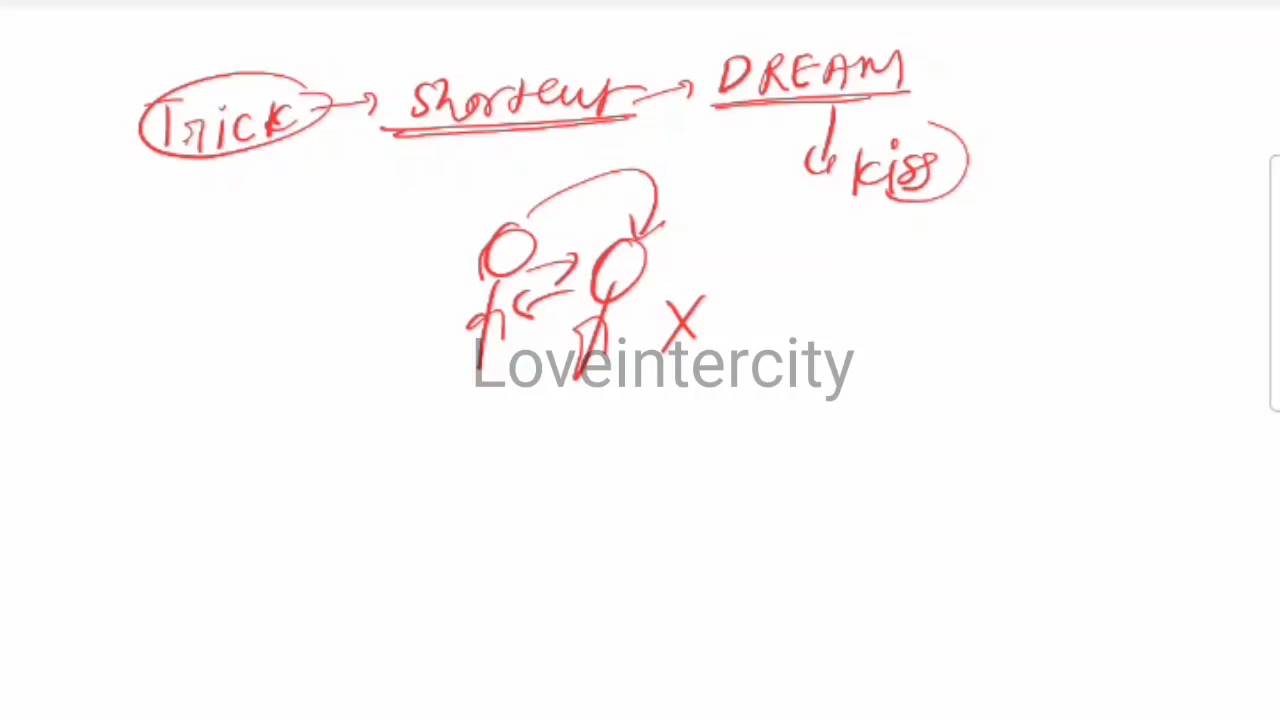 Trick → Shortcut → DREAM
kiss
X
Loveintercity